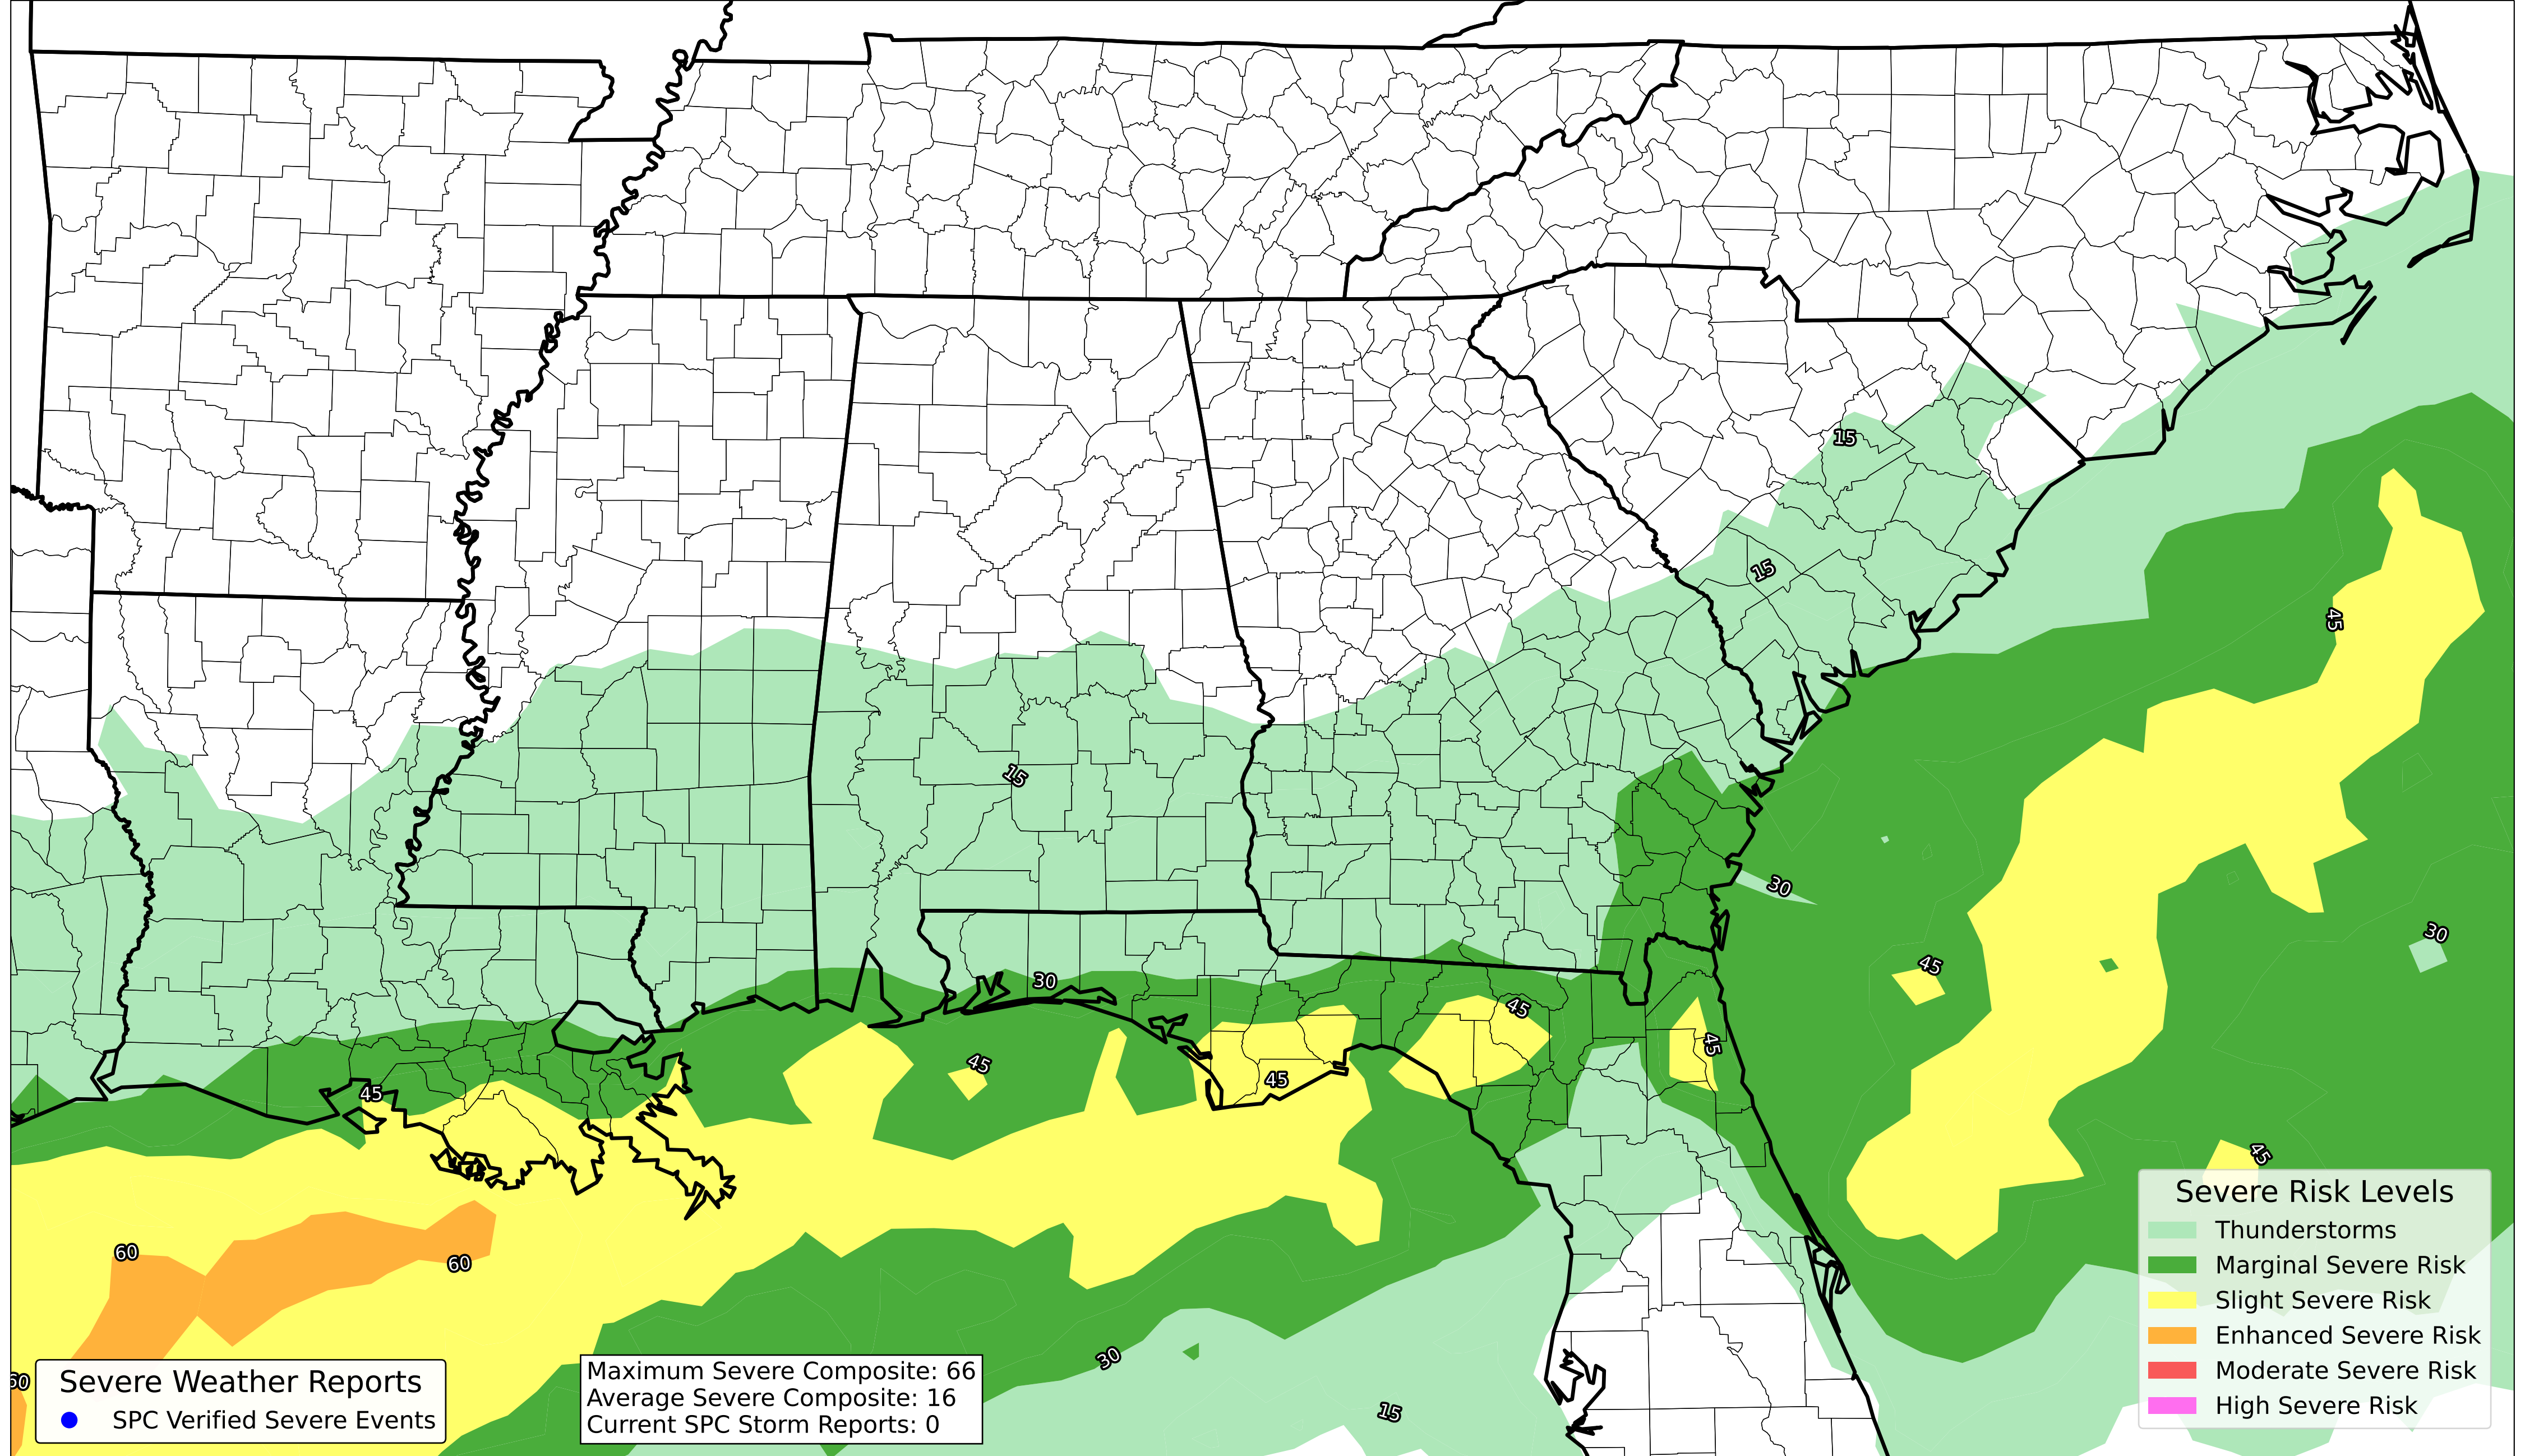 15
15
45
15
30
30
45
30
45
45
45
45
45
45
60
60
30
60
15
Severe Risk Levels
Thunderstorms
Marginal Severe Risk
Slight Severe Risk
Enhanced Severe Risk
Moderate Severe Risk
High Severe Risk
Severe Weather Reports
SPC Verified Severe Events
Maximum Severe Composite: 66
Average Severe Composite: 16
Current SPC Storm Reports: 0